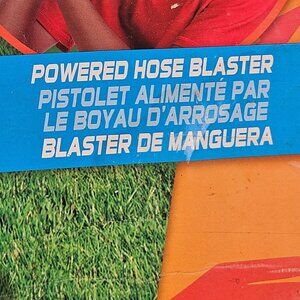 POWERED HOSE BLASTER
PISTOLET ALIMENTÉ PAR
LE BOYAU D'ARROSAGE
BLASTER DE MANGUERA